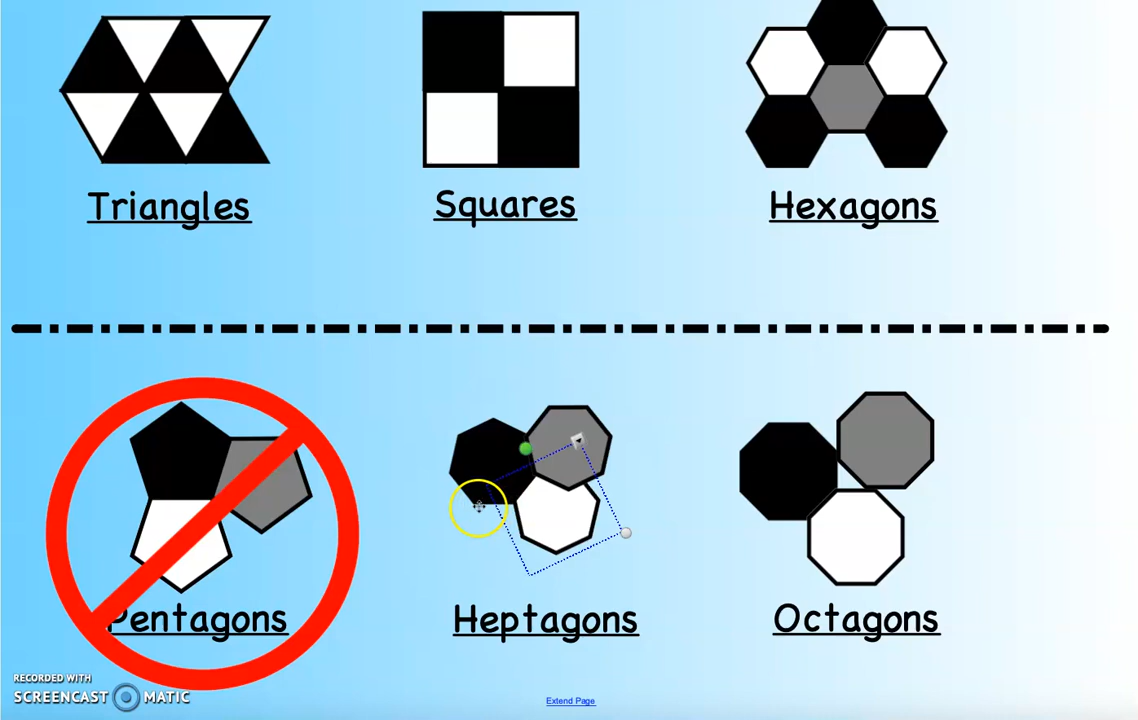 Triangles
Squares
Hexagons
Pentagons
Heptagons
Octagons
RECORDED WITH
SCREENCAST MATIC
Extend Page